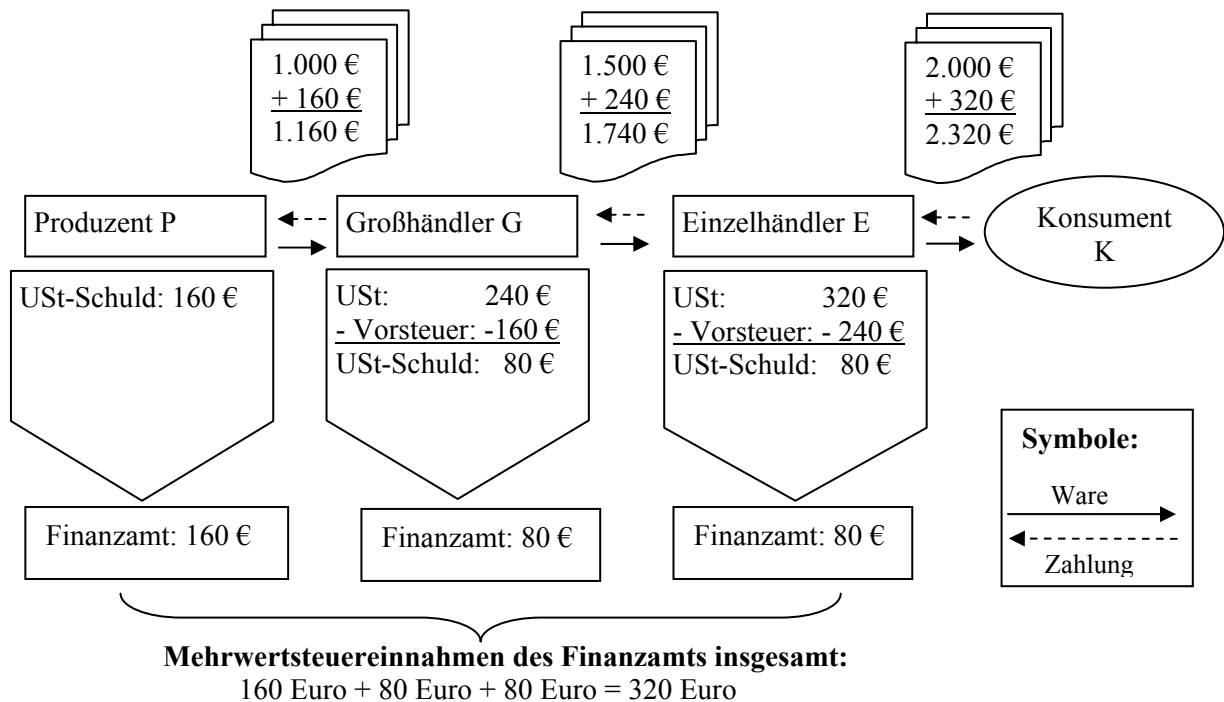 1.000 €
+ 160 €
1.160 €
1.500 €
+ 240 €
1.740 €
2.000 €
+ 320 €
2.320 €
Produzent P
Großhändler G
Einzelhändler E
Konsument
K
USt-Schuld: 160 €
USt: 240 €
- Vorsteuer: -160 €
USt-Schuld: 80 €
USt: 320 €
- Vorsteuer: - 240 €
USt-Schuld: 80 €
Symbole:
Ware
Zahlung
Finanzamt: 160 €
Finanzamt: 80 €
Finanzamt: 80 €
Mehrwertsteuereinnahmen des Finanzamts insgesamt:
160 Euro + 80 Euro + 80 Euro = 320 Euro